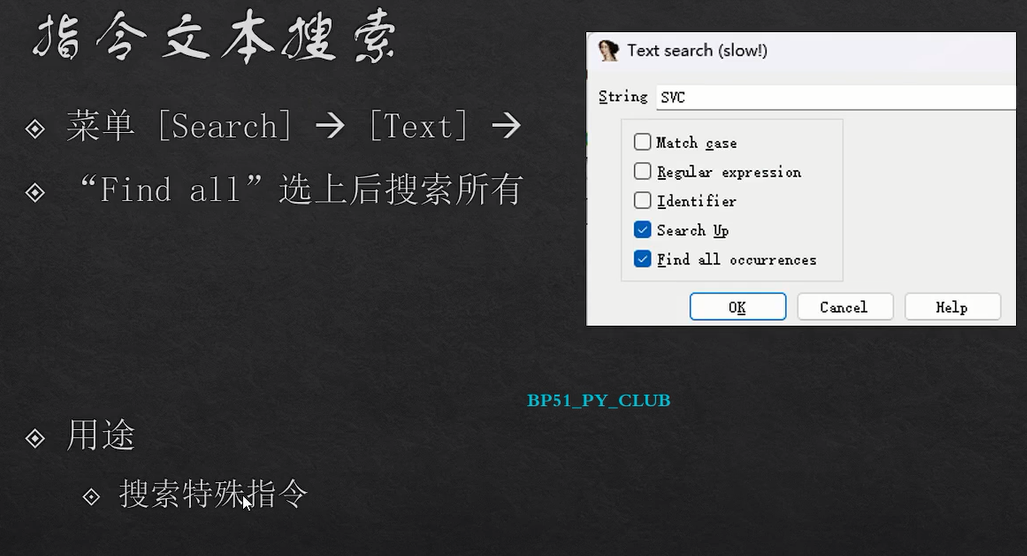 指令文本搜索
菜单 [Search] → [Text] →
“Find all”选上后搜索所有
Text search (slow!)
String SVC
Match case
Regular expression
Identifier
Search Up
Find all occurrences
OK Cancel Help
BP51_PY_CLUB
用途
搜索特殊指令